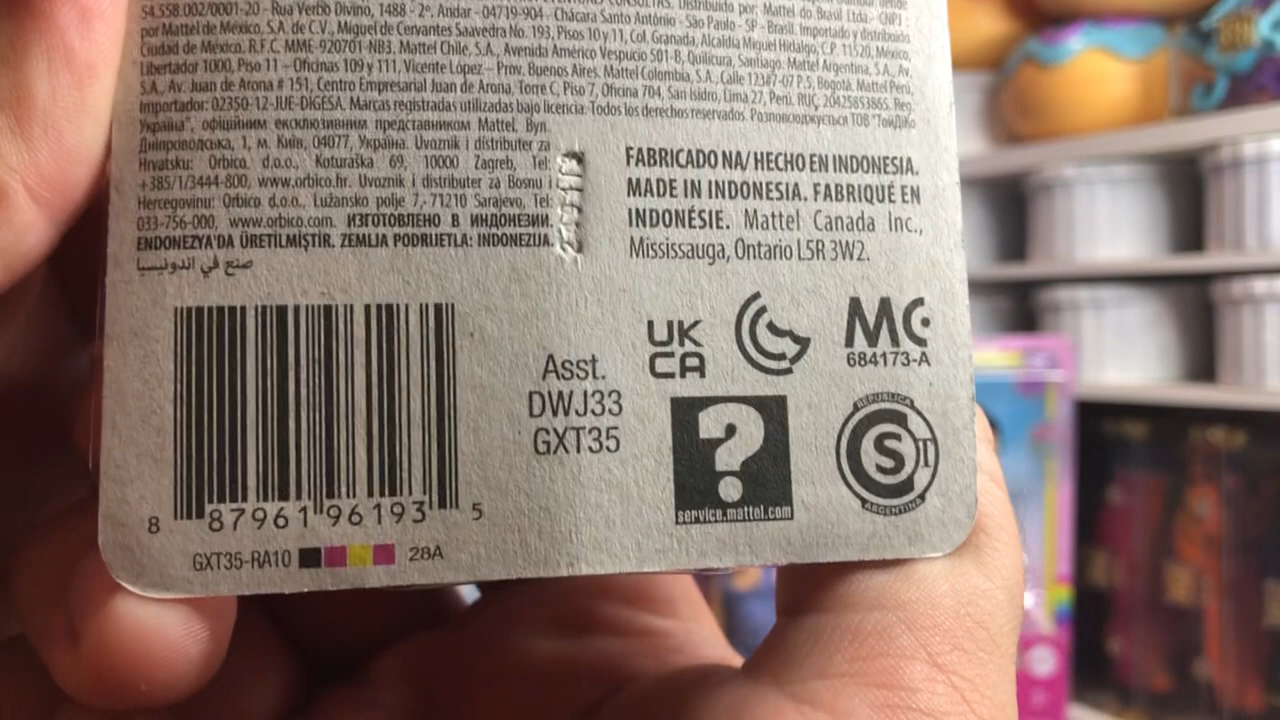 54.558.002/0001-20 - Rua Verbo Divino, 1488 - 2º. Andar - 04719-904 - Chácara Santo Antônio - São Paulo - SP - Brasil. Importado y distribuido
por Mattel de México, S.A. de C.V., Miguel de Cervantes Saavedra No. 193, Pisos 10 y 11, Col. Granada, Alcaldía Miguel Hidalgo, C.P. 11520, México,
Ciudad de México. R.F.C. MME-920701-NB3. Mattel Chile, S.A., Avenida Américo Vespucio 501-B, Quilicura, Santiago. Mattel Argentina, S.A., Av.
Libertador 1000, Piso 11 – Oficinas 109 y 111, Vicente López – Prov. Buenos Aires. Mattel Colombia, S.A., Calle 123#7-07 P.5, Bogotá. Mattel Perú,
S.A., Av. Juan de Arona # 151, Centro Empresarial Juan de Arona, Torre C, Piso 7, Oficina 704, San Isidro, Lima 27, Perú. RUC. 20425853865. Reg.
Importador: 02350-12-JUE-DIGESA. Marcas registradas utilizadas bajo licencia. Todos los derechos reservados. Розповсюджується ТОВ "ТойДіКо
Україна", офіційним ексклюзивним представником Mattel. Вул.
Дніпроводська, 1, м. Київ, 04077, Україна. Uvoznik i distributer za
Hrvatsku: Orbico. d.o.o., Koturaška 69, 10000 Zagreb, Tel:
+385/1/3444-800, www.orbico.hr. Uvoznik i distributer za Bosnu i
Hercegovinu: Orbico d.o.o., Lužansko polje 7, 71210 Sarajevo, Tel:
033-756-000, www.orbico.com. ИЗГОТОВЛЕНО В ИНДОНЕЗИИ.
ENDONEZYA'DA ÜRETİLMİŞTİR. ZEMLJA PODRIJETLA: INDONEZIJA.
صنع في اندونيسيا
FABRICADO NA/ HECHO EN INDONESIA.
MADE IN INDONESIA. FABRIQUÉ EN
INDONÉSIE. Mattel Canada Inc.,
Mississauga, Ontario L5R 3W2.
8 87961 96193 5
GXT35-RA10 28A
Asst.
DWJ33
GXT35
UK
CA
MC
684173-A
?
service.mattel.com
REPUBLICA
S T
ARGENTINA